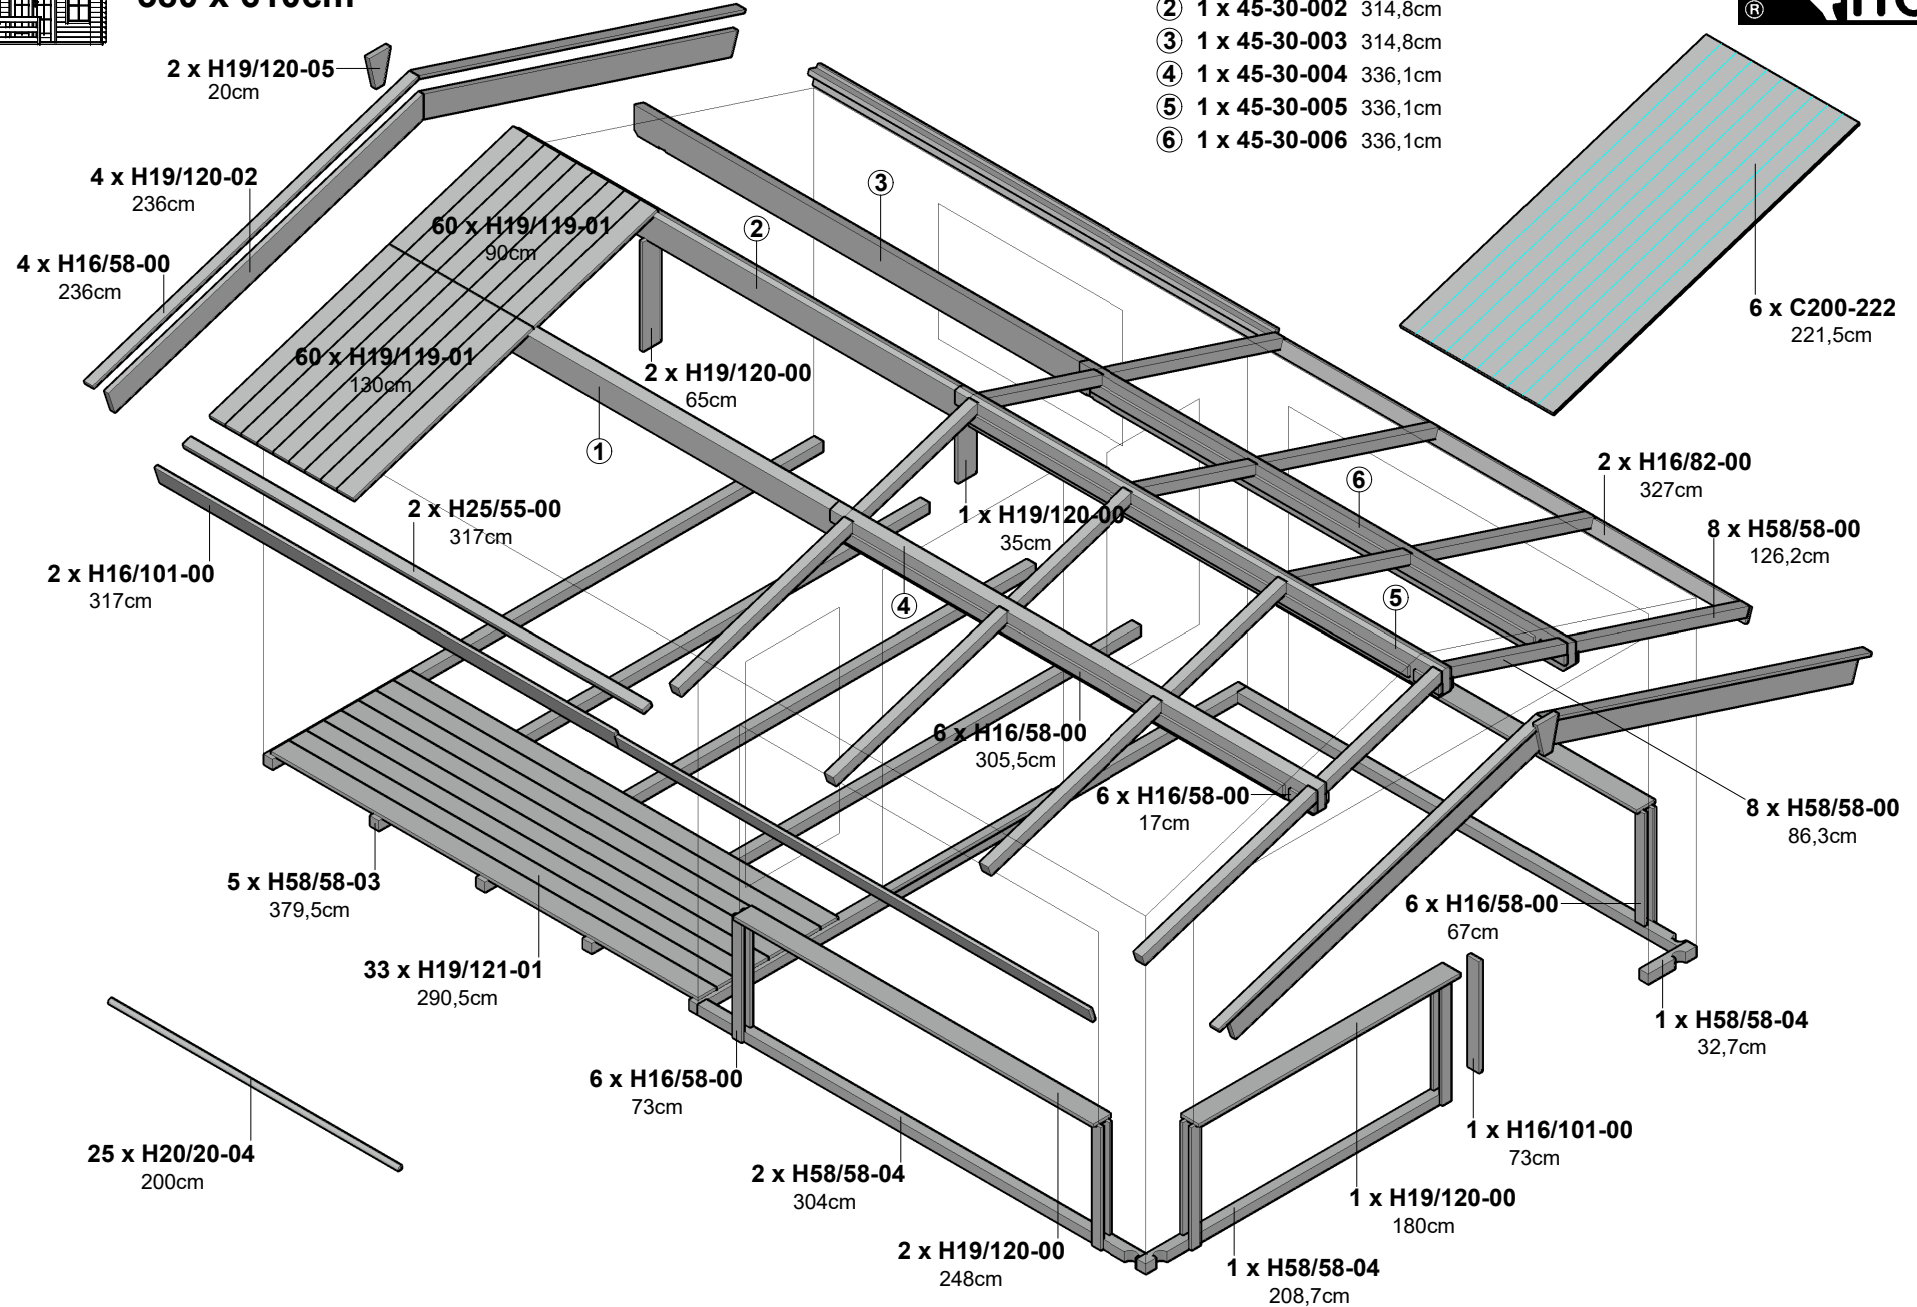 2 1 x 45-30-002 314,8cm
3 1 x 45-30-003 314,8cm
4 1 x 45-30-004 336,1cm
5 1 x 45-30-005 336,1cm
6 1 x 45-30-006 336,1cm
®
2 x H19/120-05
20cm
4 x H19/120-02
236cm
4 x H16/58-00
236cm
60 x H19/119-01
90cm
60 x H19/119-01
130cm
3
2
1
2 x H19/120-00
65cm
6 x C200-222
221,5cm
2 x H16/82-00
327cm
8 x H58/58-00
126,2cm
6
2 x H25/55-00
317cm
1 x H19/120-00
35cm
2 x H16/101-00
317cm
4
5
6 x H16/58-00
305,5cm
6 x H16/58-00
17cm
8 x H58/58-00
86,3cm
5 x H58/58-03
379,5cm
6 x H16/58-00
67cm
33 x H19/121-01
290,5cm
1 x H58/58-04
32,7cm
6 x H16/58-00
73cm
1 x H16/101-00
73cm
25 x H20/20-04
200cm
2 x H58/58-04
304cm
1 x H19/120-00
180cm
2 x H19/120-00
248cm
1 x H58/58-04
208,7cm